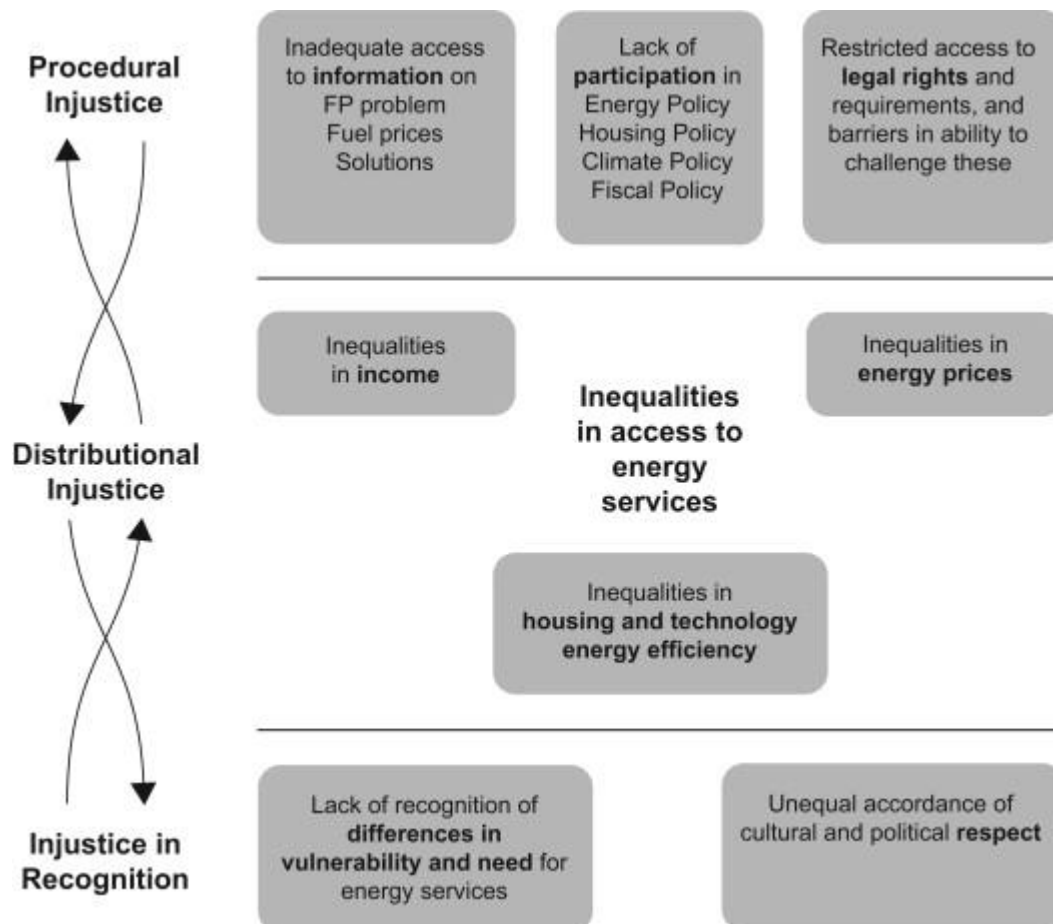 Procedural
Injustice
Inadequate access
to information on
FP problem
Fuel prices
Solutions
Lack of
participation in
Energy Policy
Housing Policy
Climate Policy
Fiscal Policy
Restricted access to
legal rights and
requirements, and
barriers in ability to
challenge these
Distributional
Injustice
Inequalities
in income
Inequalities
in access to
energy
services
Inequalities in
energy prices
Inequalities in
housing and technology
energy efficiency
Injustice in
Recognition
Lack of recognition of
differences in
vulnerability and need for
energy services
Unequal accordance of
cultural and political respect